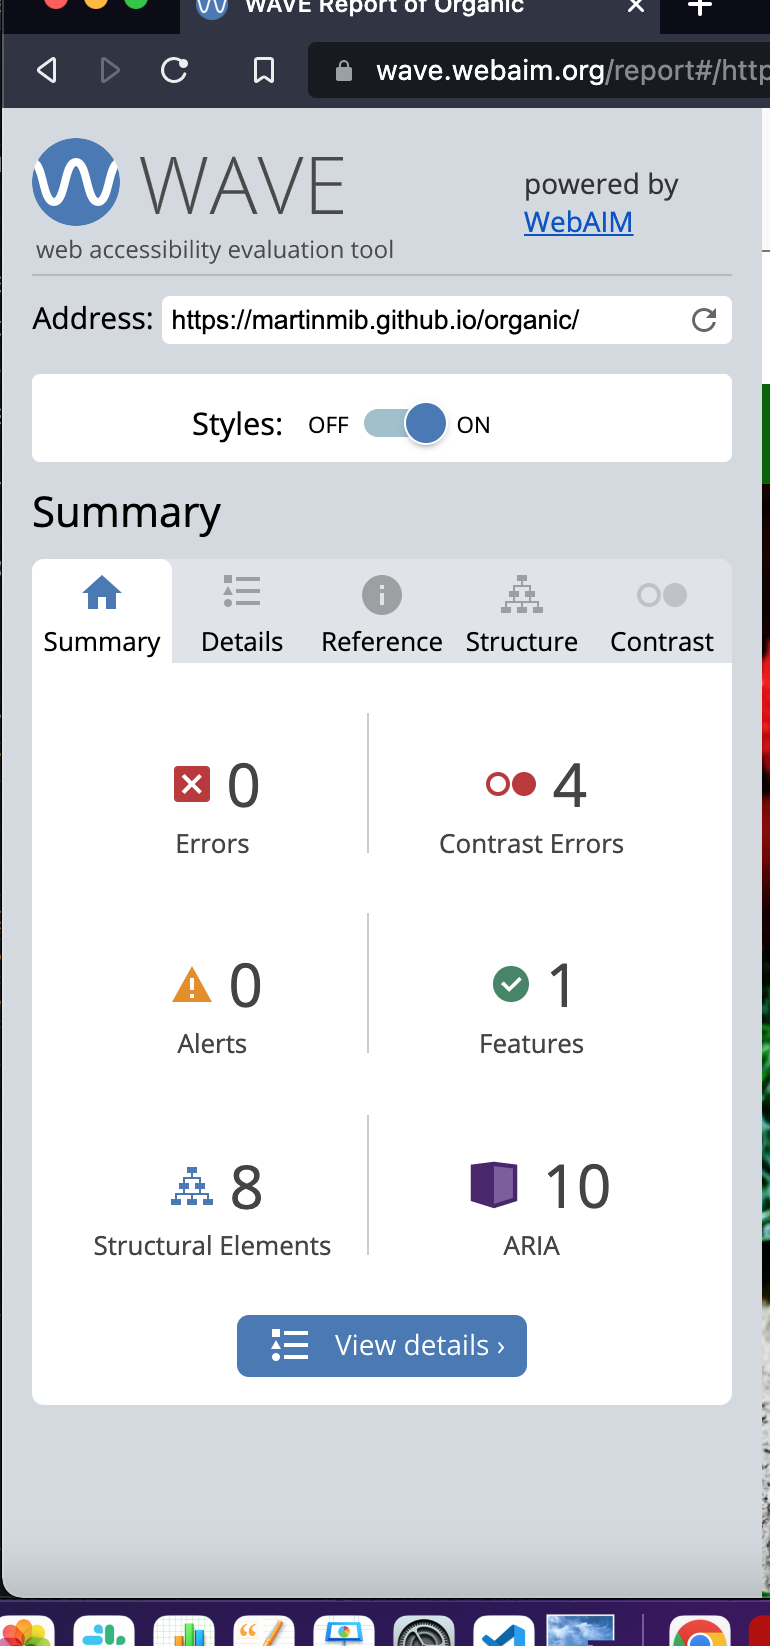 WAVE Report of Organic
wave.webaim.org/report#/http
WAVE
powered by
WebAIM
web accessibility evaluation tool
Address: https://martinmib.github.io/organic/
Styles: OFF ON
Summary
Summary Details Reference Structure Contrast
0 4
Errors Contrast Errors
0 1
Alerts Features
8 10
Structural Elements ARIA
View details ›